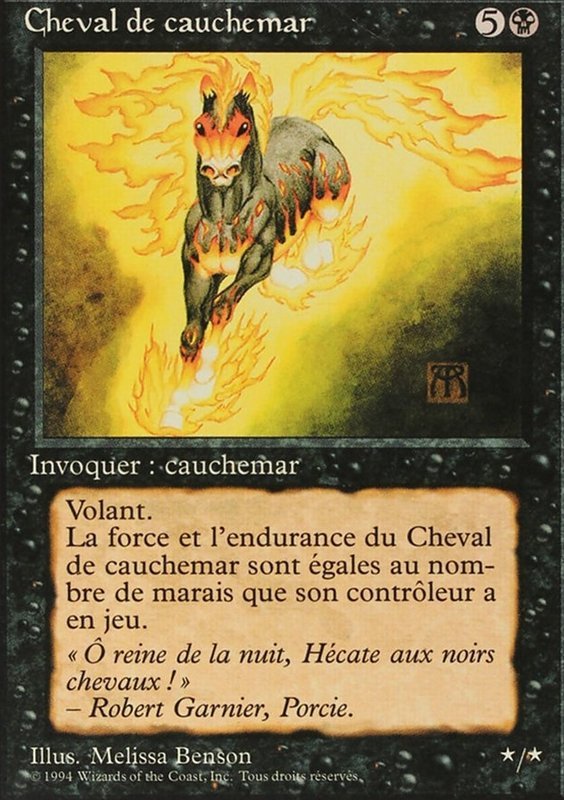 Cheval de cauchemar 5
Invoquer : cauchemar
Volant.
La force et l'endurance du Cheval
de cauchemar sont égales au nom-
bre de marais que son contrôleur a
en jeu.
« Ô reine de la nuit, Hécate aux noirs
chevaux ! »
– Robert Garnier, Porcie.
Illus. Melissa Benson
★/★
© 1994 Wizards of the Coast, Inc. Tous droits réservés.